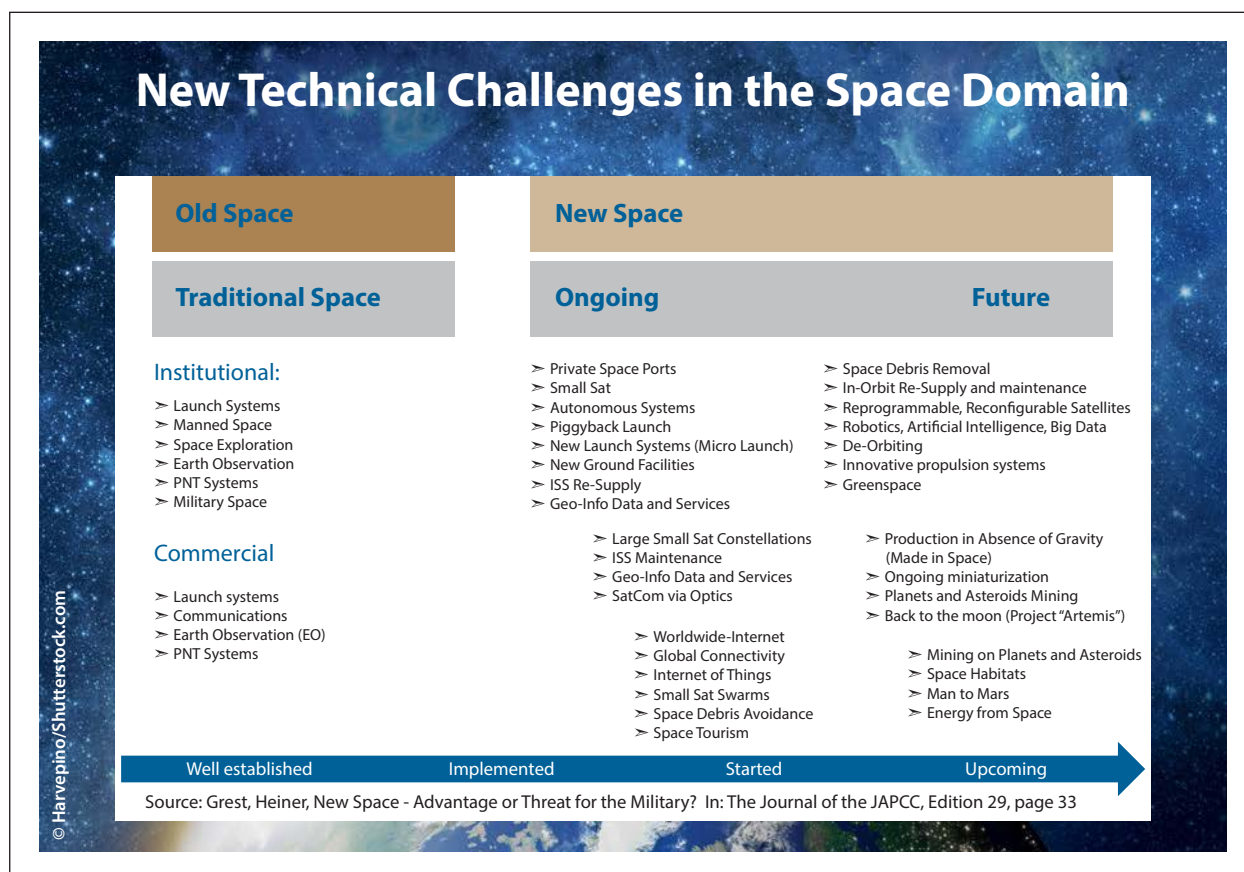 New Technical Challenges in the Space Domain
Old Space
New Space
Traditional Space
Ongoing
Future
Institutional:
➣ Launch Systems
➣ Manned Space
➣ Space Exploration
➣ Earth Observation
➣ PNT Systems
➣ Military Space
Commercial
➣ Launch systems
➣ Communications
➣ Earth Observation (EO)
➣ PNT Systems
➣ Private Space Ports
➣ Small Sat
➣ Autonomous Systems
➣ Piggyback Launch
➣ New Launch Systems (Micro Launch)
➣ New Ground Facilities
➣ ISS Re-Supply
➣ Geo-Info Data and Services
➣ Large Small Sat Constellations
➣ ISS Maintenance
➣ Geo-Info Data and Services
➣ SatCom via Optics
➣ Worldwide-Internet
➣ Global Connectivity
➣ Internet of Things
➣ Small Sat Swarms
➣ Space Debris Avoidance
➣ Space Tourism
➣ Space Debris Removal
➣ In-Orbit Re-Supply and maintenance
➣ Reprogrammable, Reconfigurable Satellites
➣ Robotics, Artificial Intelligence, Big Data
➣ De-Orbiting
➣ Innovative propulsion systems
➣ Greenspace
➣ Production in Absence of Gravity
(Made in Space)
➣ Ongoing miniaturization
➣ Planets and Asteroids Mining
➣ Back to the moon (Project “Artemis”)
➣ Mining on Planets and Asteroids
➣ Space Habitats
➣ Man to Mars
➣ Energy from Space
Well established
Implemented
Started
Upcoming
Source: Grest, Heiner, New Space - Advantage or Threat for the Military? In: The Journal of the JAPCC, Edition 29, page 33
© Harvepino/Shutterstock.com